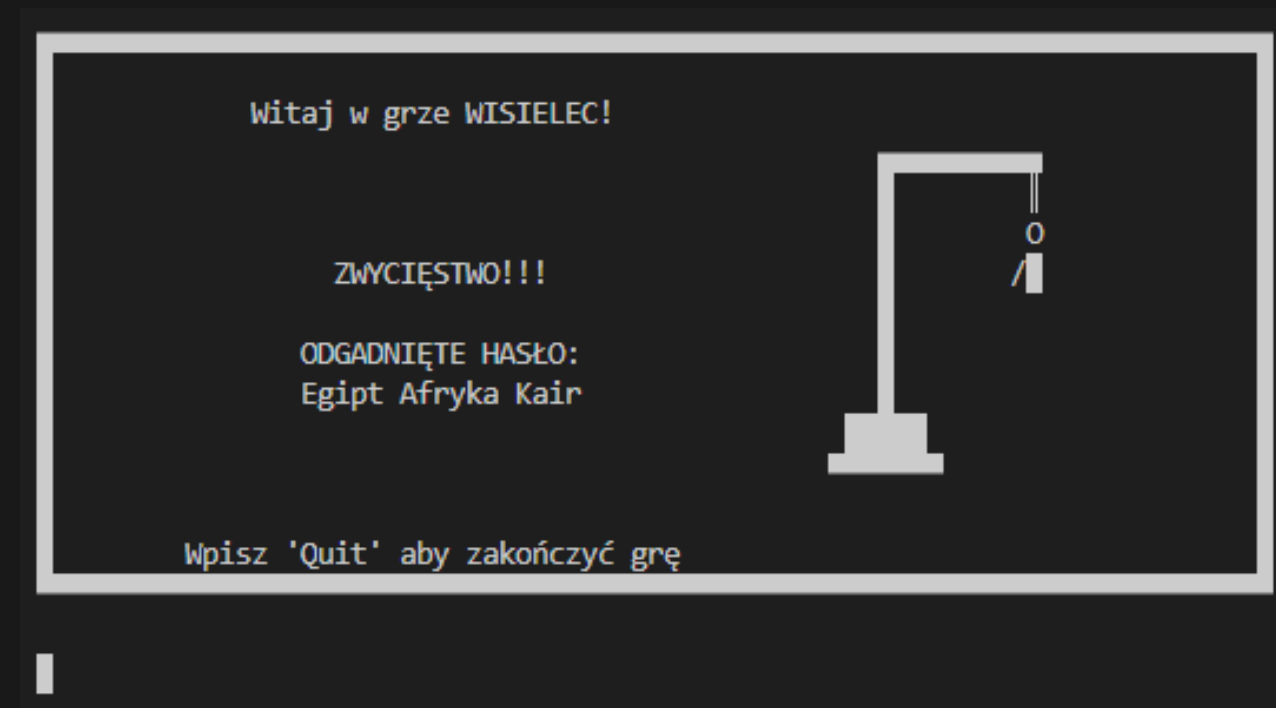 Witaj w grze WISIELEC!
ZWYCIĘSTWO!!!
ODGADNIĘTE HASŁO:
Egipt Afryka Kair
Wpisz 'Quit' aby zakończyć grę